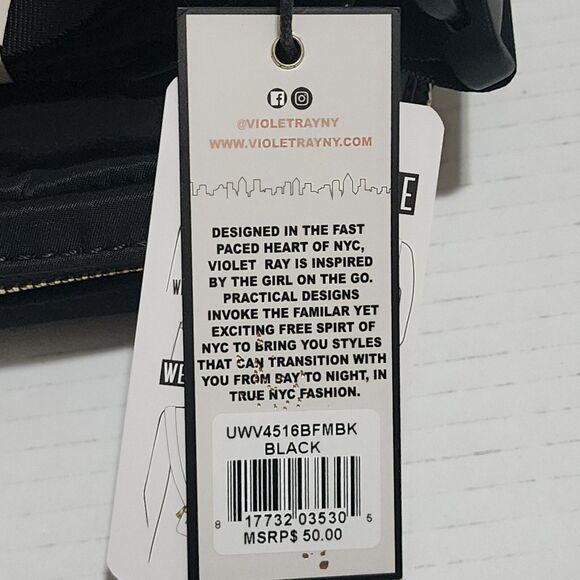 @VIOLETRAYNY
WWW.VIOLETRAYNY.COM
DESIGNED IN THE FAST
PACED HEART OF NYC,
VIOLET RAY IS INSPIRED
BY THE GIRL ON THE GO.
PRACTICAL DESIGNS
INVOKE THE FAMILAR YET
EXCITING FREE SPIRT OF
NYC TO BRING YOU STYLES
THAT CAN TRANSITION WITH
YOU FROM DAY TO NIGHT, IN
TRUE NYC FASHION.
UWV4516BFMBK
BLACK
8 17732 03530 5
MSRP$ 50.00
E
W
WE